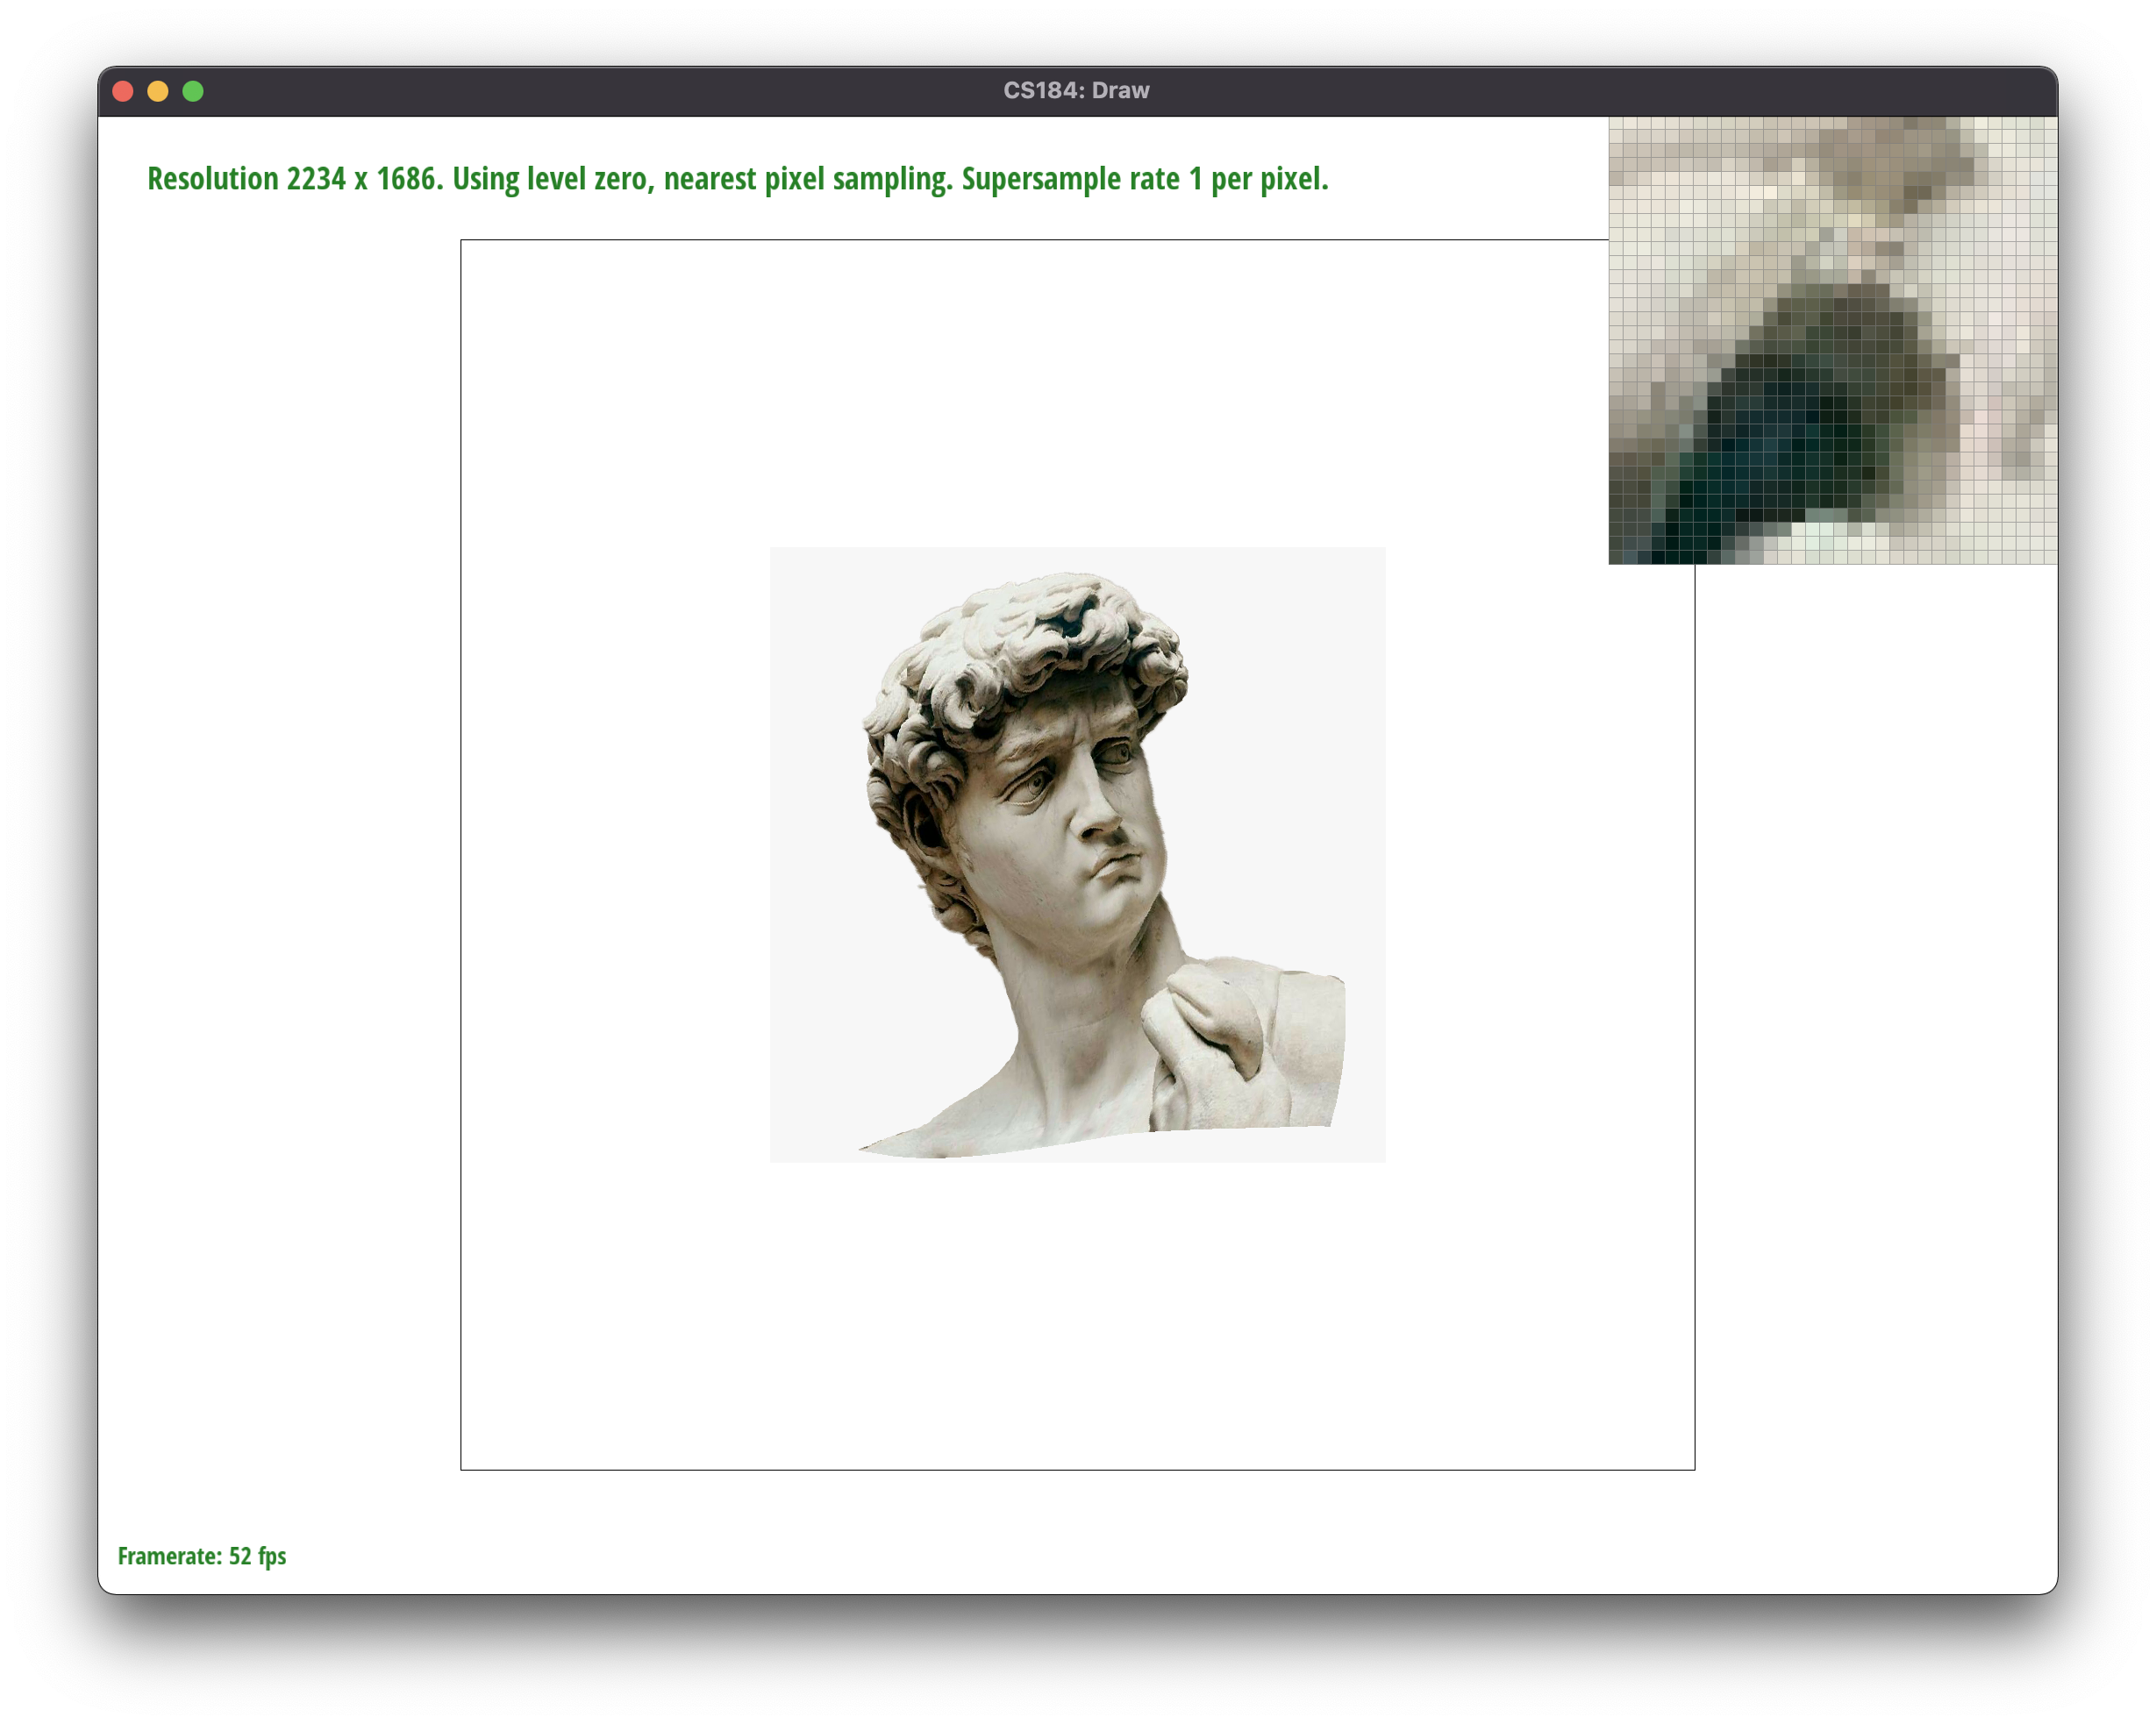 CS184: Draw
Resolution 2234 x 1686. Using level zero, nearest pixel sampling. Supersample rate 1 per pixel.
Framerate: 52 fps